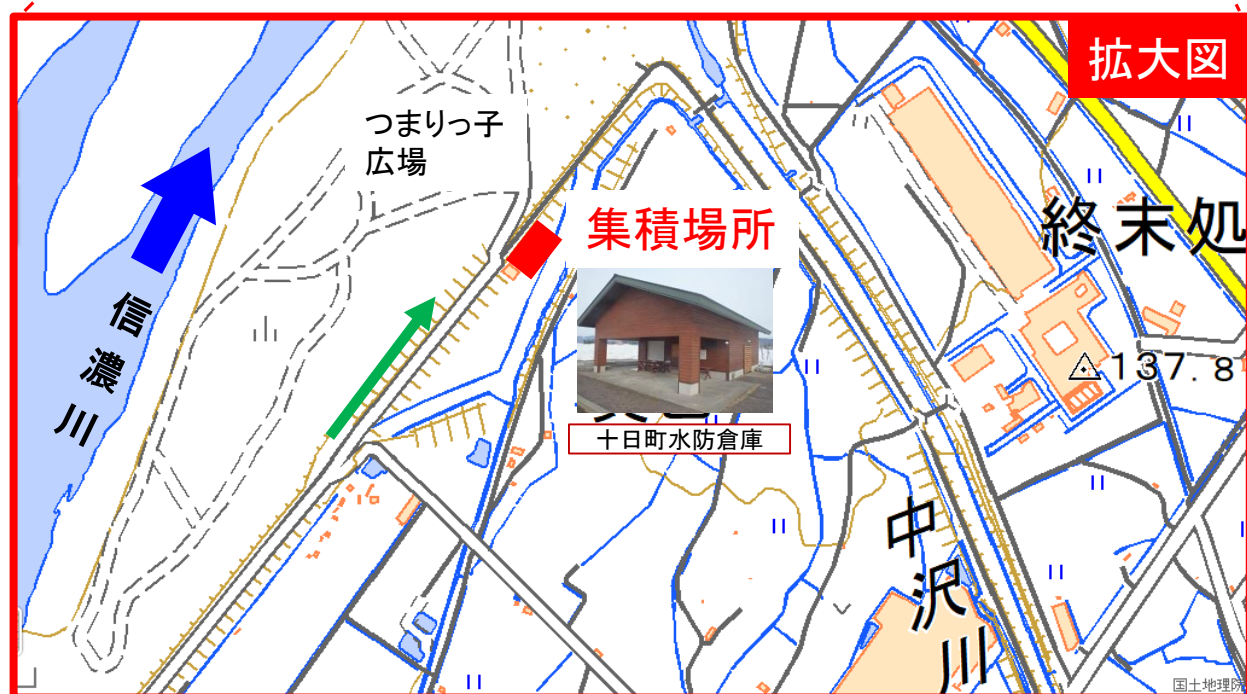 拡大図
つまりっ子
広場
集積場所
終末処
信濃川
137.8
十日町水防倉庫
中沢川
国土地理院